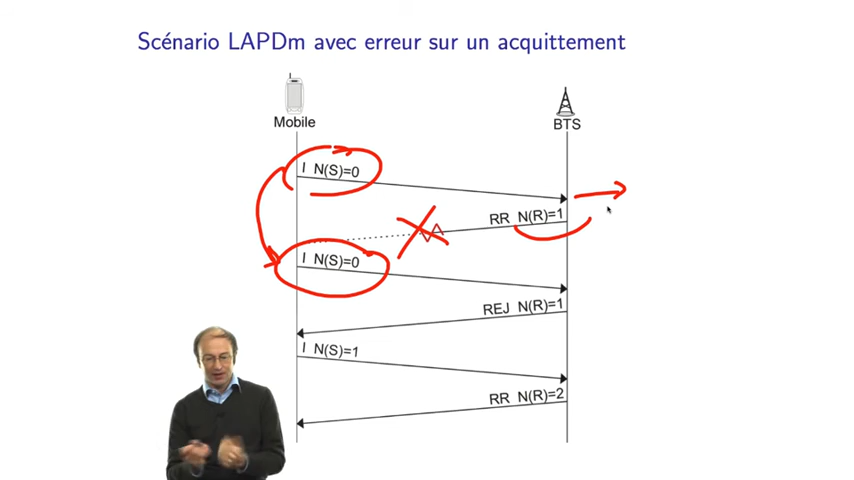 Scénario LAPDm avec erreur sur un acquittement
Mobile
BTS
I N(S)=0
RR N(R)=1
I N(S)=0
REJ N(R)=1
I N(S)=1
RR N(R)=2